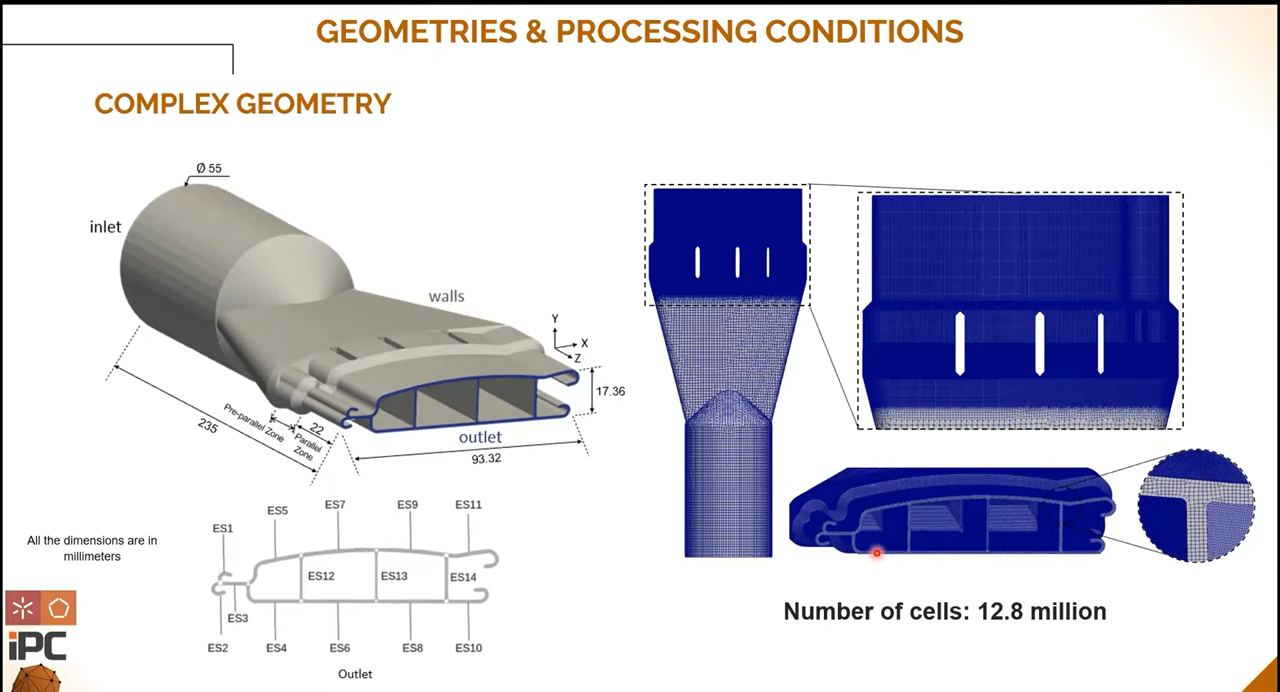 GEOMETRIES & PROCESSING CONDITIONS
COMPLEX GEOMETRY
Ø 55
inlet
walls
Y
X
Z
17.36
Pre-parallel Zone
22
Parallel
Zone
235
outlet
93.32
All the dimensions are in
millimeters
ES1
ES5
ES7
ES9
ES11
ES12
ES13
ES14
ES3
ES2
ES4
ES6
ES8
ES10
Outlet
Number of cells: 12.8 million
iPC